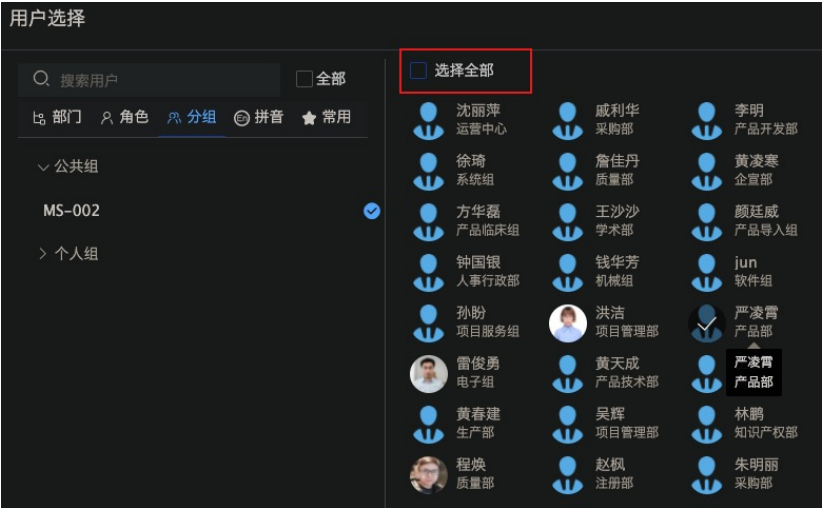 用户选择
搜索用户
全部
部门 角色 分组 拼音 常用
公共组
MS-002
个人组
选择全部
沈丽萍 戚利华 李明
运营中心 采购部 产品开发部
徐琦 詹佳丹 黄凌寒
系统组 质量部 企宣部
方华磊 王沙沙 颜廷威
产品临床组 学术部 产品导入组
钟国银 钱华芳 jun
人事行政部 机械组 软件组
孙盼 洪洁 严凌霄
项目服务组 项目管理部 产品部
雷俊勇 黄天成 严凌霄
电子组 产品技术部 产品部
黄春建 吴辉 林鹏
生产部 项目管理部 知识产权部
程焕 赵枫 朱明丽
质量部 注册部 采购部